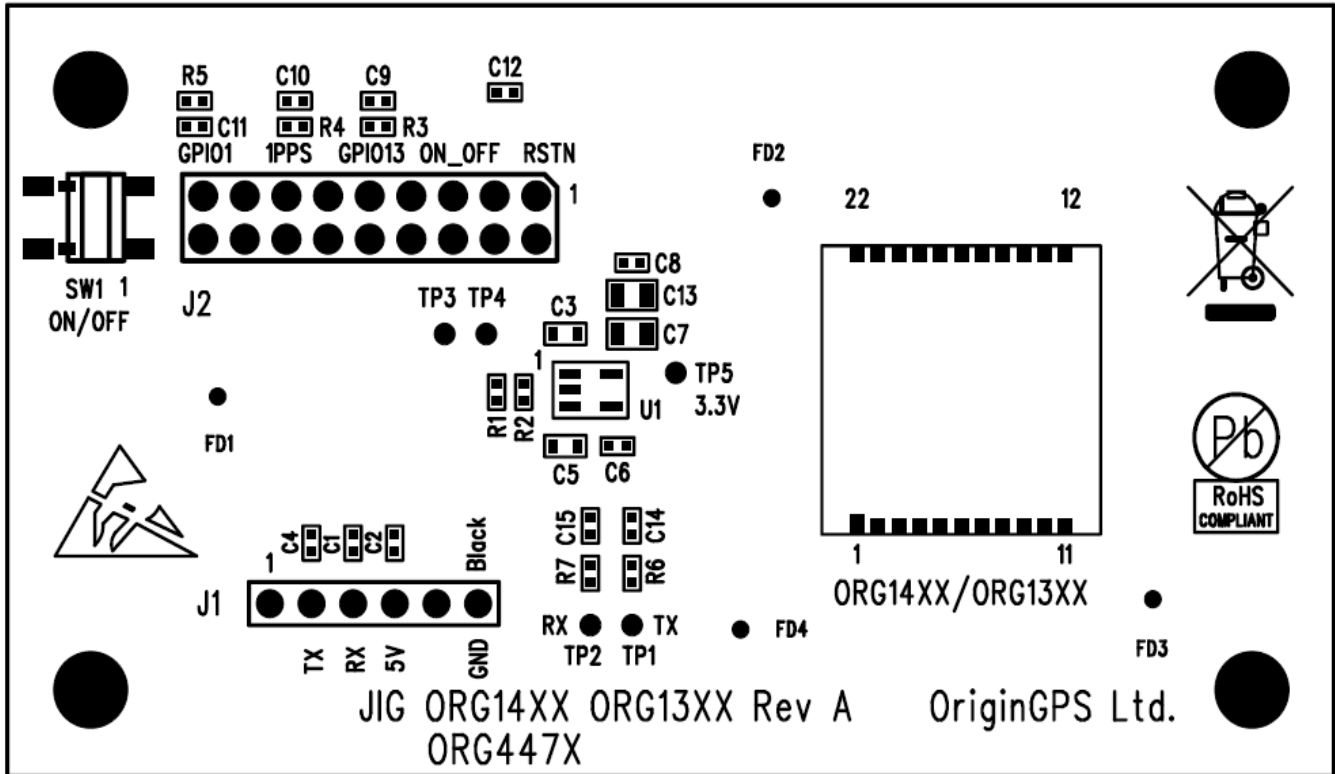 R5 C10 C9 C12
C11 R4 R3
GPIO1 1PPS GPIO13 ON_OFF RSTN
FD2
1
22 12
SW1 1
ON/OFF
J2
TP3 TP4
C8
C13
C3
C7
1
TP5
3.3V
R1 R2
U1
FD1
C5 C6
Pb
RoHS
COMPLIANT
C4 C1 C2 Black
C15 C14
1
R7 R6
1 11
J1
ORG14XX/ORG13XX
RX TX
TP2 TP1
FD4
FD3
TX RX 5V GND
JIG ORG14XX ORG13XX Rev A OriginGPS Ltd.
ORG447X